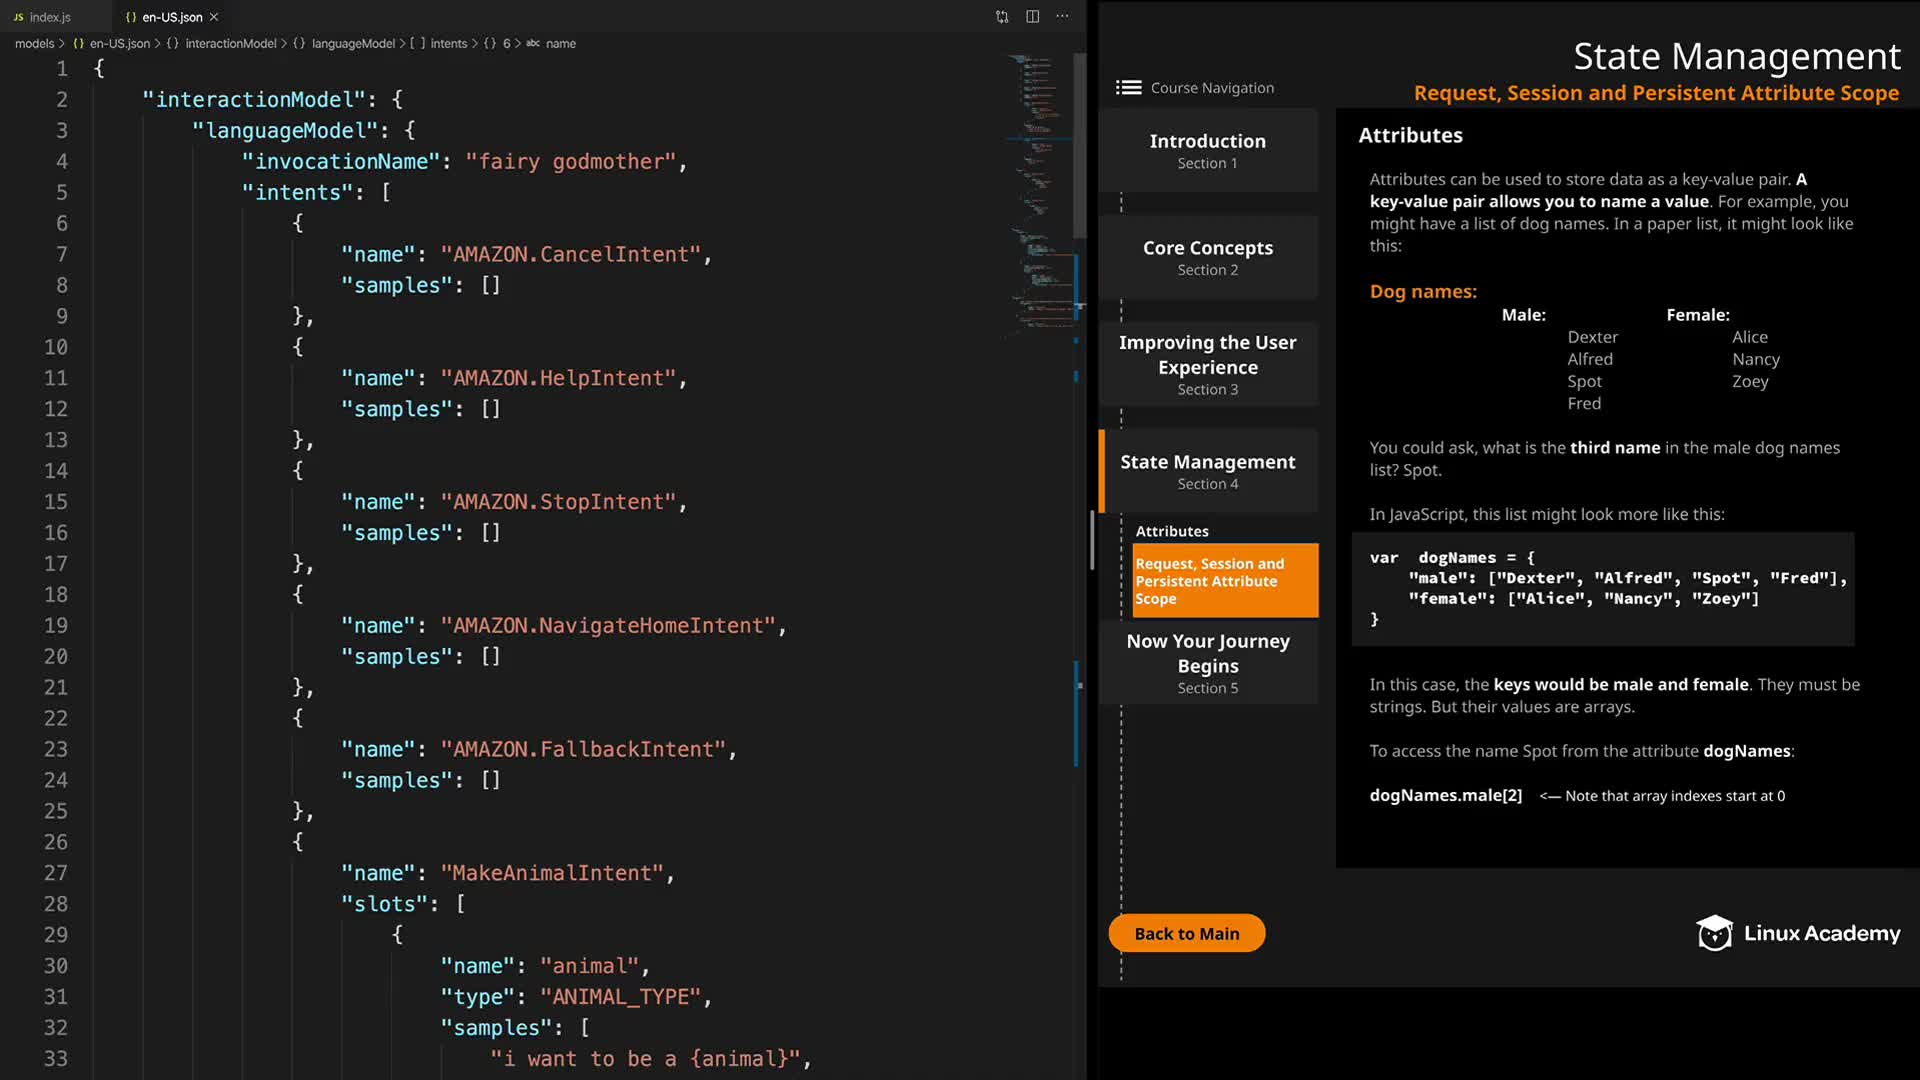 JS index.js
{} en-US.json ×
models > {} en-US.json > {} interactionModel > {} languageModel > [ ] intents > {} 6 > abc name
1 {
2 "interactionModel": {
3 "languageModel": {
4 "invocationName": "fairy godmother",
5 "intents": [
6 {
7 "name": "AMAZON.CancelIntent",
8 "samples": []
9 },
10 {
11 "name": "AMAZON.HelpIntent",
12 "samples": []
13 },
14 {
15 "name": "AMAZON.StopIntent",
16 "samples": []
17 },
18 {
19 "name": "AMAZON.NavigateHomeIntent",
20 "samples": []
21 },
22 {
23 "name": "AMAZON.FallbackIntent",
24 "samples": []
25 },
26 {
27 "name": "MakeAnimalIntent",
28 "slots": [
29 {
30 "name": "animal",
31 "type": "ANIMAL_TYPE",
32 "samples": [
33 "i want to be a {animal}",
State Management
Request, Session and Persistent Attribute Scope
Course Navigation
Introduction
Section 1
Core Concepts
Section 2
Improving the User
Experience
Section 3
State Management
Section 4
Attributes
Request, Session and
Persistent Attribute
Scope
Now Your Journey
Begins
Section 5
Back to Main
Attributes
Attributes can be used to store data as a key-value pair. A
key-value pair allows you to name a value. For example, you
might have a list of dog names. In a paper list, it might look like
this:
Dog names:
Male: Female:
Dexter Alice
Alfred Nancy
Spot Zoey
Fred
You could ask, what is the third name in the male dog names
list? Spot.
In JavaScript, this list might look more like this:
var dogNames = {
"male": ["Dexter", "Alfred", "Spot", "Fred"],
"female": ["Alice", "Nancy", "Zoey"]
}
In this case, the keys would be male and female. They must be
strings. But their values are arrays.
To access the name Spot from the attribute dogNames:
dogNames.male[2] <— Note that array indexes start at 0
Linux Academy